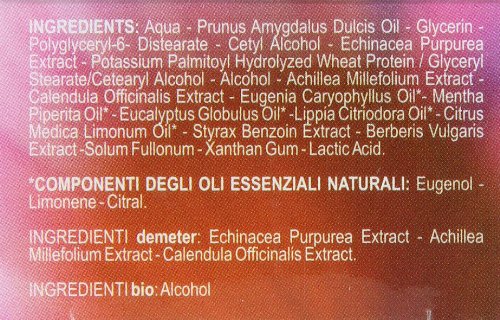 INGREDIENTS: Aqua - Prunus Amygdalus Dulcis Oil - Glycerin -
Polyglyceryl-6- Distearate - Cetyl Alcohol - Echinacea Purpurea
Extract - Potassium Palmitoyl Hydrolyzed Wheat Protein / Glyceryl
Stearate/Cetearyl Alcohol - Alcohol - Achillea Millefolium Extract -
Calendula Officinalis Extract - Eugenia Caryophyllus Oil*- Mentha
Piperita Oil* - Eucalyptus Globulus Oil* -Lippia Citriodora Oil* - Citrus
Medica Limonum Oil* - Styrax Benzoin Extract - Berberis Vulgaris
Extract -Solum Fullonum - Xanthan Gum - Lactic Acid.
*COMPONENTI DEGLI OLI ESSENZIALI NATURALI: Eugenol -
Limonene - Citral.
INGREDIENTI demeter: Echinacea Purpurea Extract - Achillea
Millefolium Extract - Calendula Officinalis Extract.
INGREDIENTI bio: Alcohol